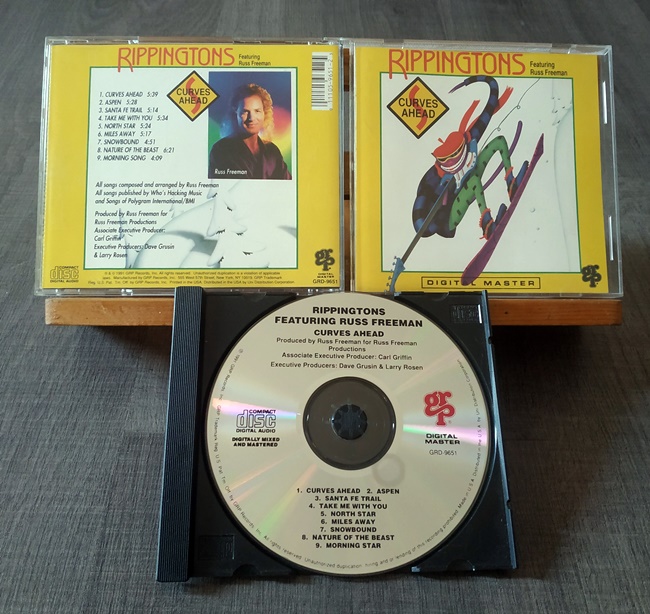 RIPPINGTONS
Featuring
Russ Freeman
CURVES
AHEAD
1. CURVES AHEAD 5:39
2. ASPEN 5:28
3. SANTA FE TRAIL 5:14
4. TAKE ME WITH YOU 5:34
5. NORTH STAR 5:24
6. MILES AWAY 5:17
7. SNOWBOUND 4:51
8. NATURE OF THE BEAST 6:21
9. MORNING SONG 4:09
Russ Freeman
All songs composed and arranged by Russ Freeman
All songs published by Who's Hacking Music
and Songs of Polygram International/BMI
Produced by Russ Freeman for
Russ Freeman Productions
Associate Executive Producer:
Carl Griffin
Executive Producers: Dave Grusin
& Larry Rosen
COMPACT
disc
DIGITAL AUDIO
GRP
GRD-9651
RIPPINGTONS
Featuring
Russ Freeman
CURVES
AHEAD
DIGITAL MASTER
GRP
RIPPINGTONS
FEATURING RUSS FREEMAN
CURVES AHEAD
Produced by Russ Freeman for Russ Freeman
Productions
Associate Executive Producer: Carl Griffin
Executive Producers: Dave Grusin & Larry Rosen
COMPACT
disc
DIGITAL AUDIO
DIGITALLY MIXED
AND MASTERED
grp
DIGITAL
MASTER
GRD-9651
1. CURVES AHEAD 2. ASPEN
3. SANTA FE TRAIL
4. TAKE ME WITH YOU
5. NORTH STAR
6. MILES AWAY
7. SNOWBOUND
8. NATURE OF THE BEAST
9. MORNING STAR